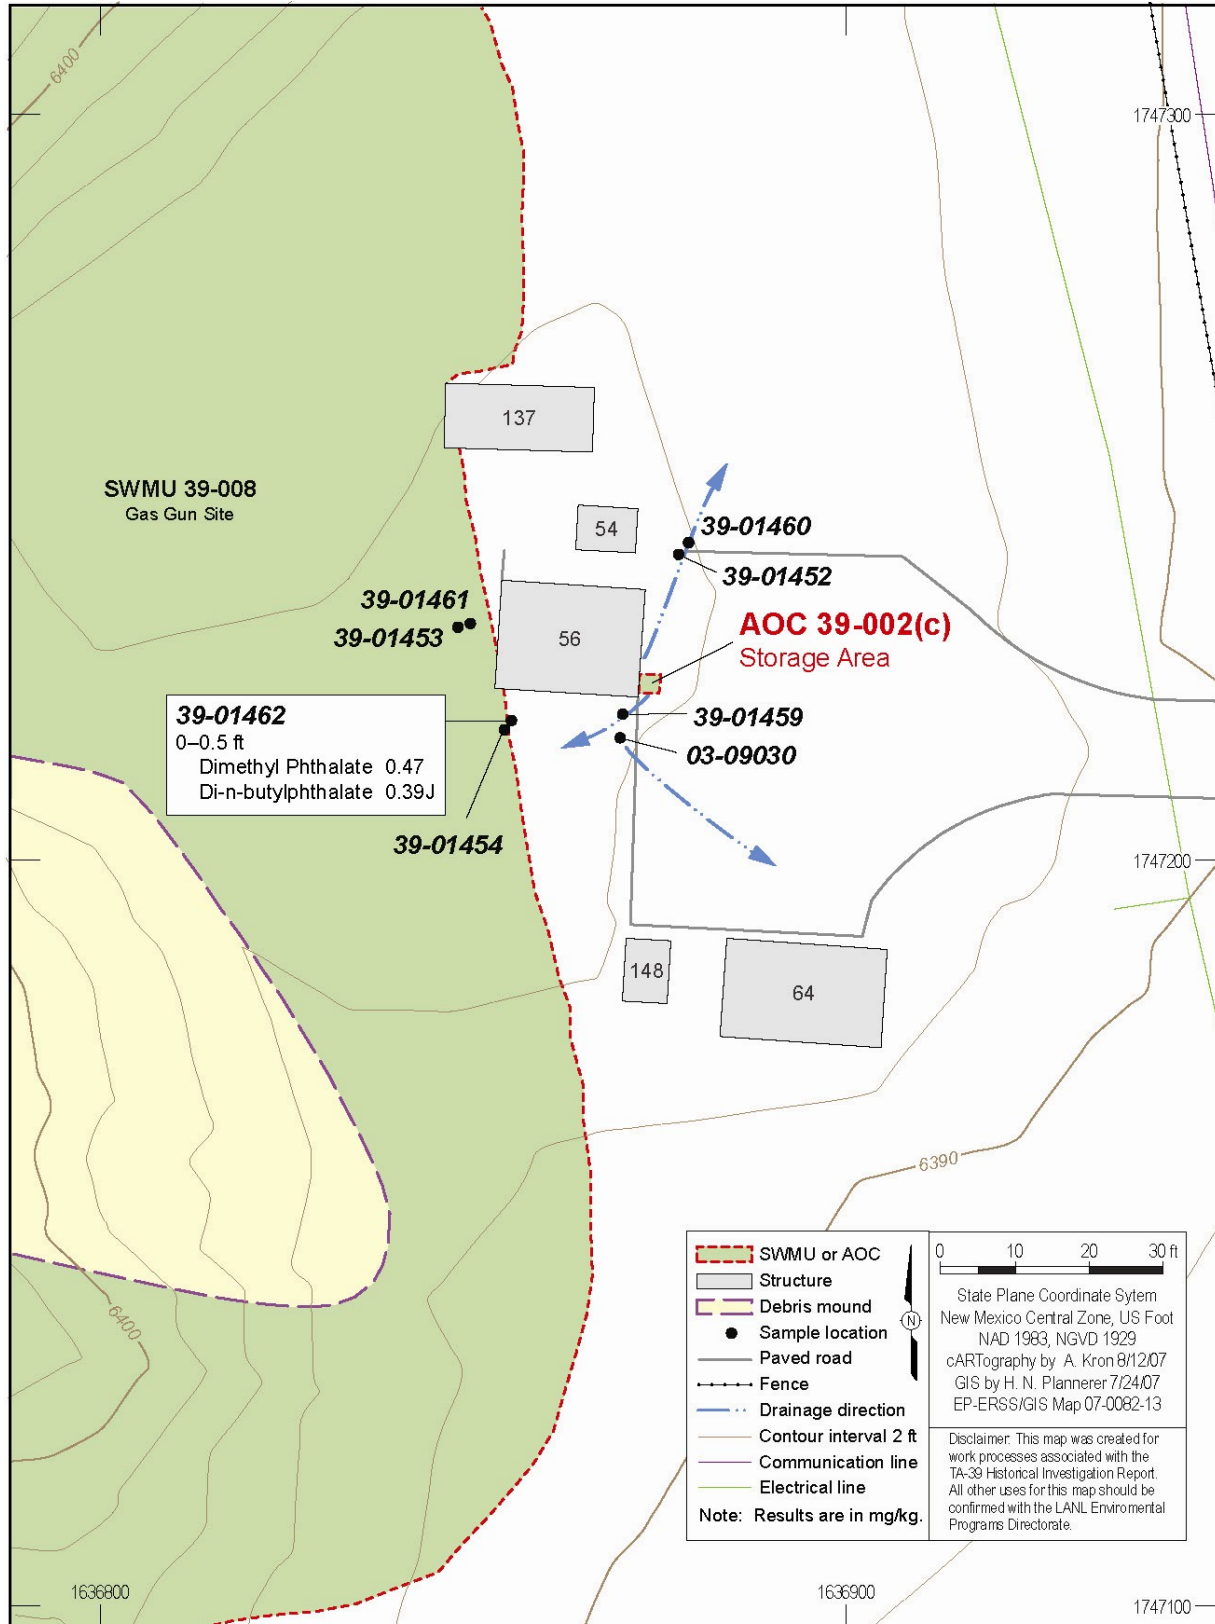 6400
1747300
137
SWMU 39-008
Gas Gun Site
54
39-01460
39-01452
39-01461
39-01453
56
AOC 39-002(c)
Storage Area
39-01462
0–0.5 ft
Dimethyl Phthalate 0.47
Di-n-butylphthalate 0.39J
39-01459
03-09030
39-01454
1747200
148
64
6390
6400
SWMU or AOC
Structure
Debris mound
Sample location
Paved road
Fence
Drainage direction
Contour interval 2 ft
Communication line
Electrical line
Note: Results are in mg/kg.
N
0 10 20 30 ft
State Plane Coordinate Sytem
New Mexico Central Zone, US Foot
NAD 1983, NGVD 1929
cARTography by A. Kron 8/12/07
GIS by H. N. Plannerer 7/24/07
EP-ERSS/GIS Map 07-0082-13
Disclaimer: This map was created for
work processes associated with the
TA-39 Historical Investigation Report.
All other uses for this map should be
confirmed with the LANL Enviromental
Programs Directorate.
1636800
1636900
1747100